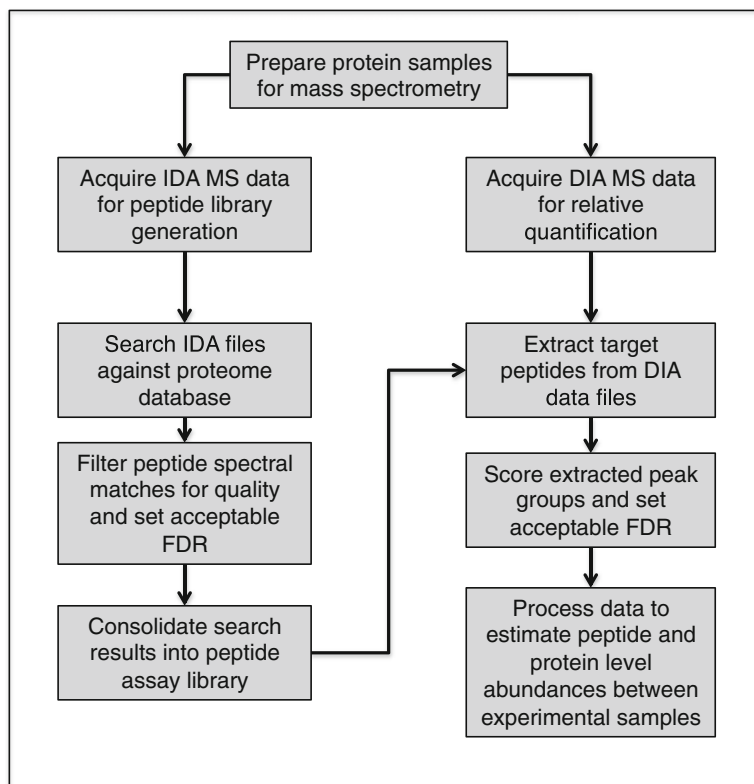 Prepare protein samples
for mass spectrometry
Acquire IDA MS data
for peptide library
generation
Search IDA files
against proteome
database
Filter peptide spectral
matches for quality
and set acceptable
FDR
Consolidate search
results into peptide
assay library
Acquire DIA MS data
for relative
quantification
Extract target
peptides from DIA
data files
Score extracted peak
groups and set
acceptable FDR
Process data to
estimate peptide and
protein level
abundances between
experimental samples